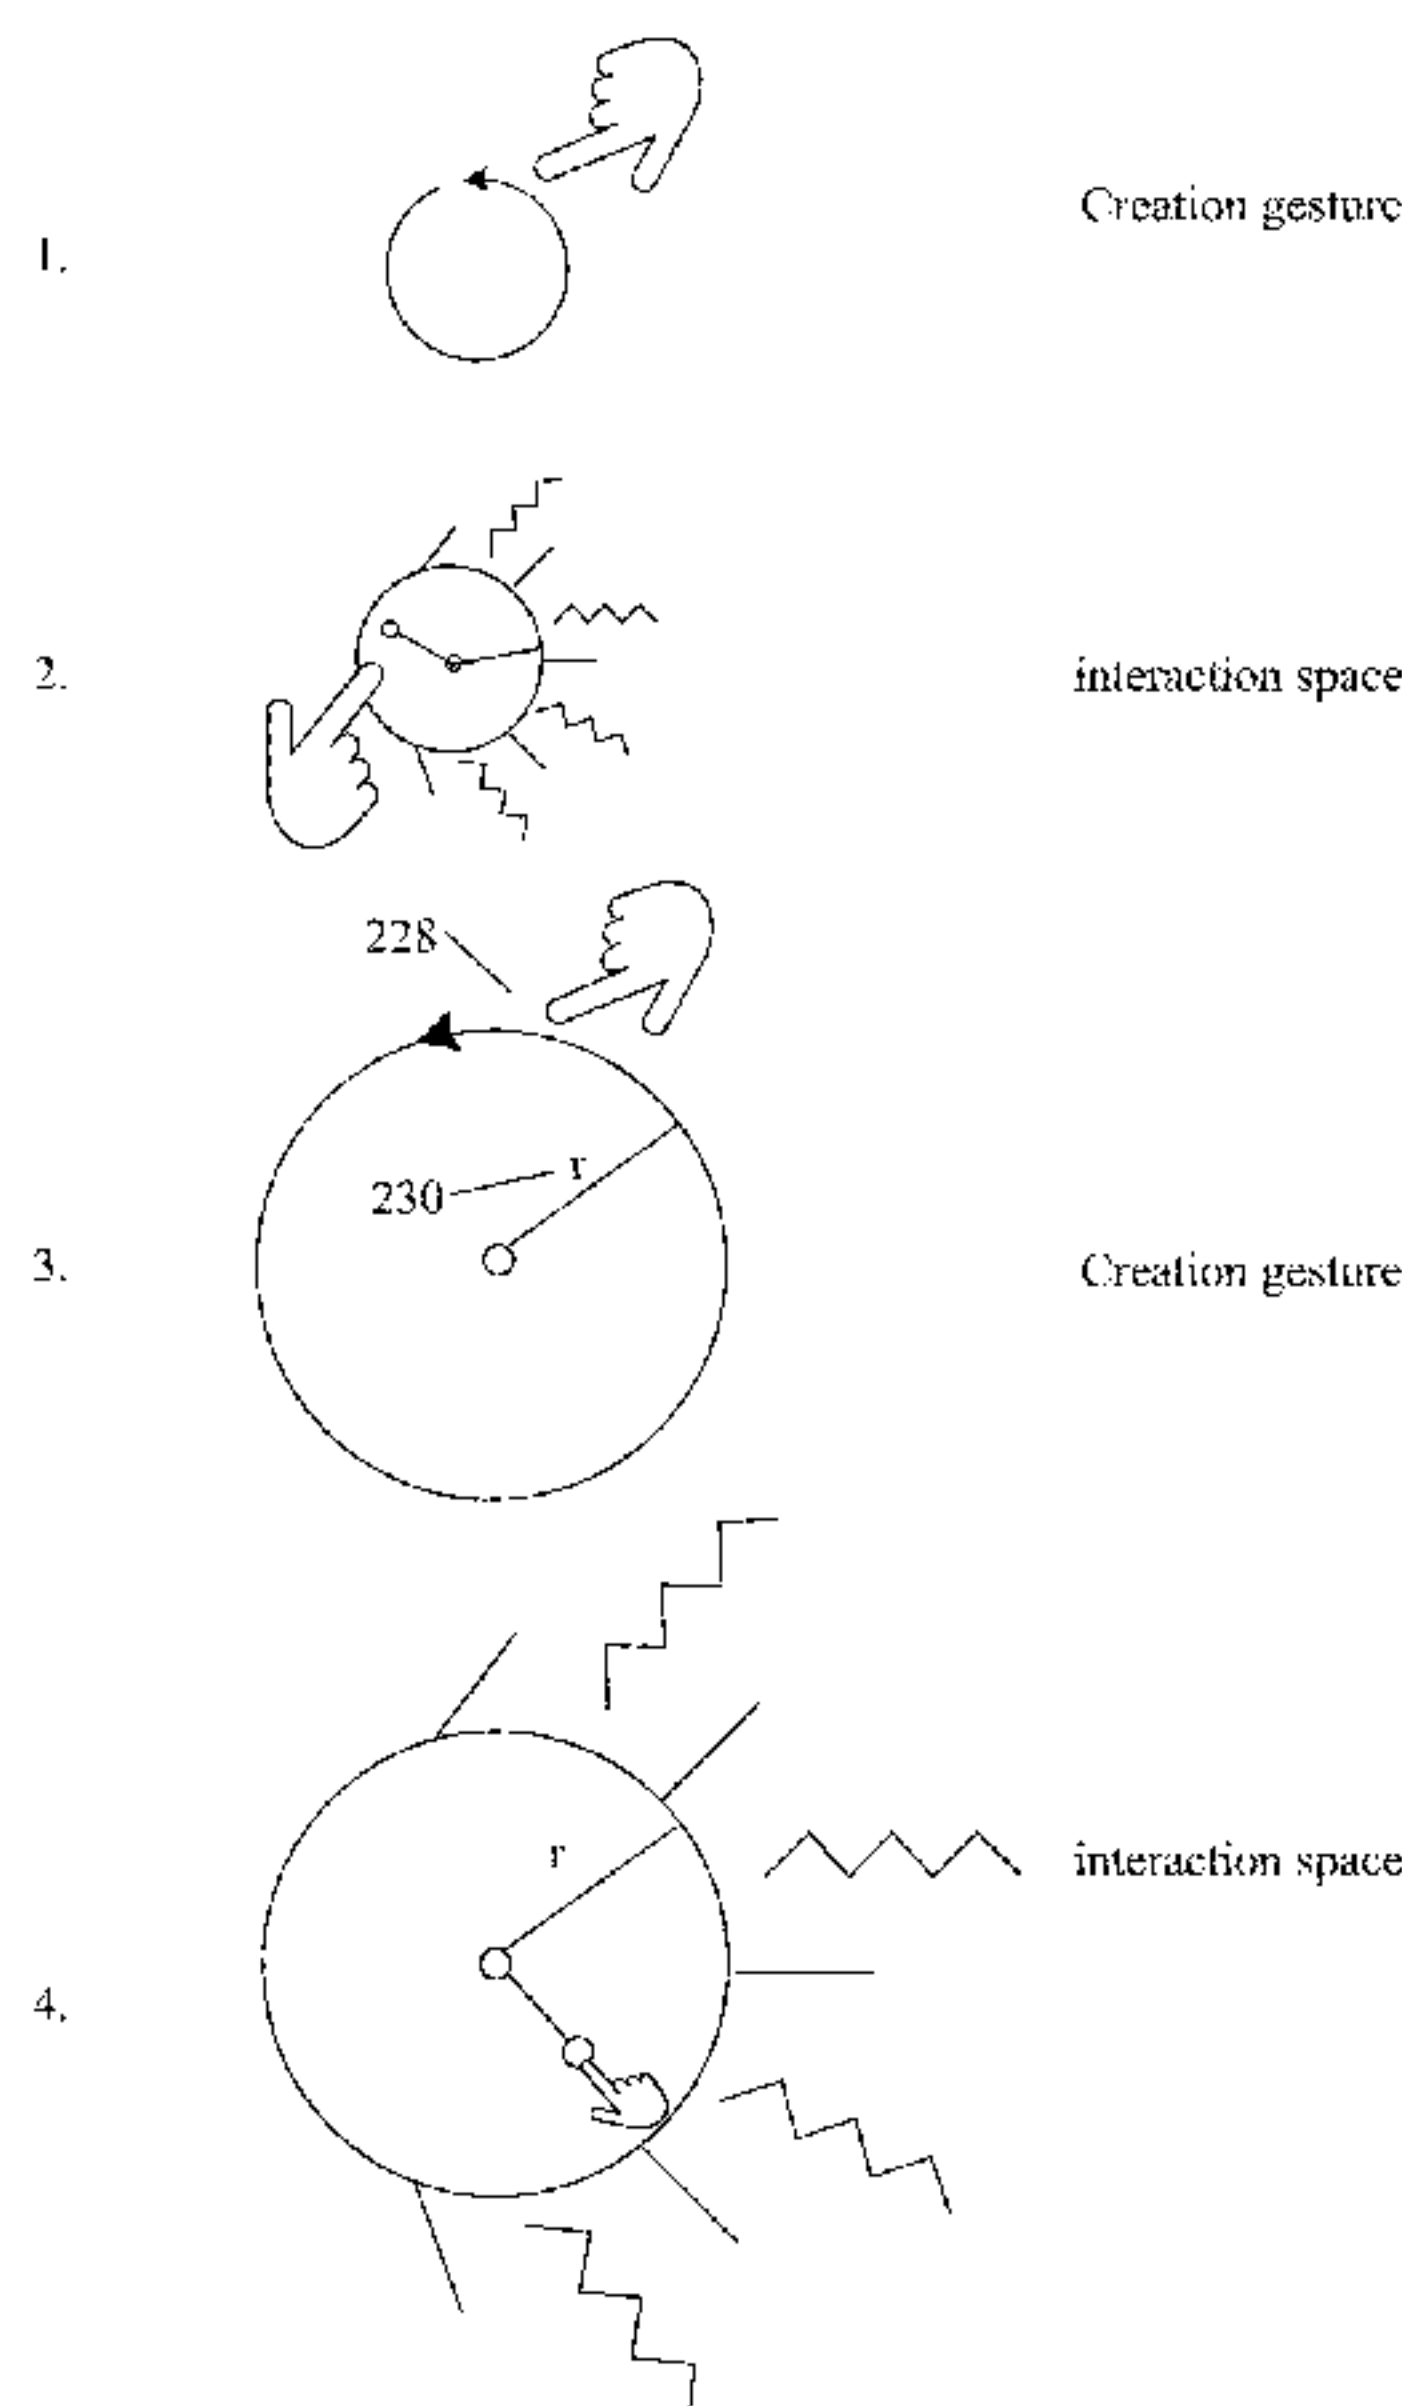 Creation gesture
1.
2.
interaction space
228
230
r
3.
Creation gesture
r
interaction space
4.